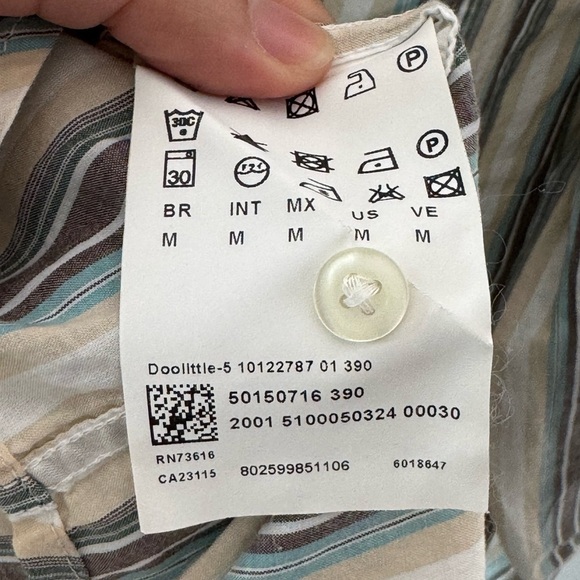 P
30C
P
30
BR INT MX US VE
M M M M M
Doolittle-5 10122787 01 390
50150716 390
2001 5100050324 00030
RN73616
CA23115 802599851106 6018647